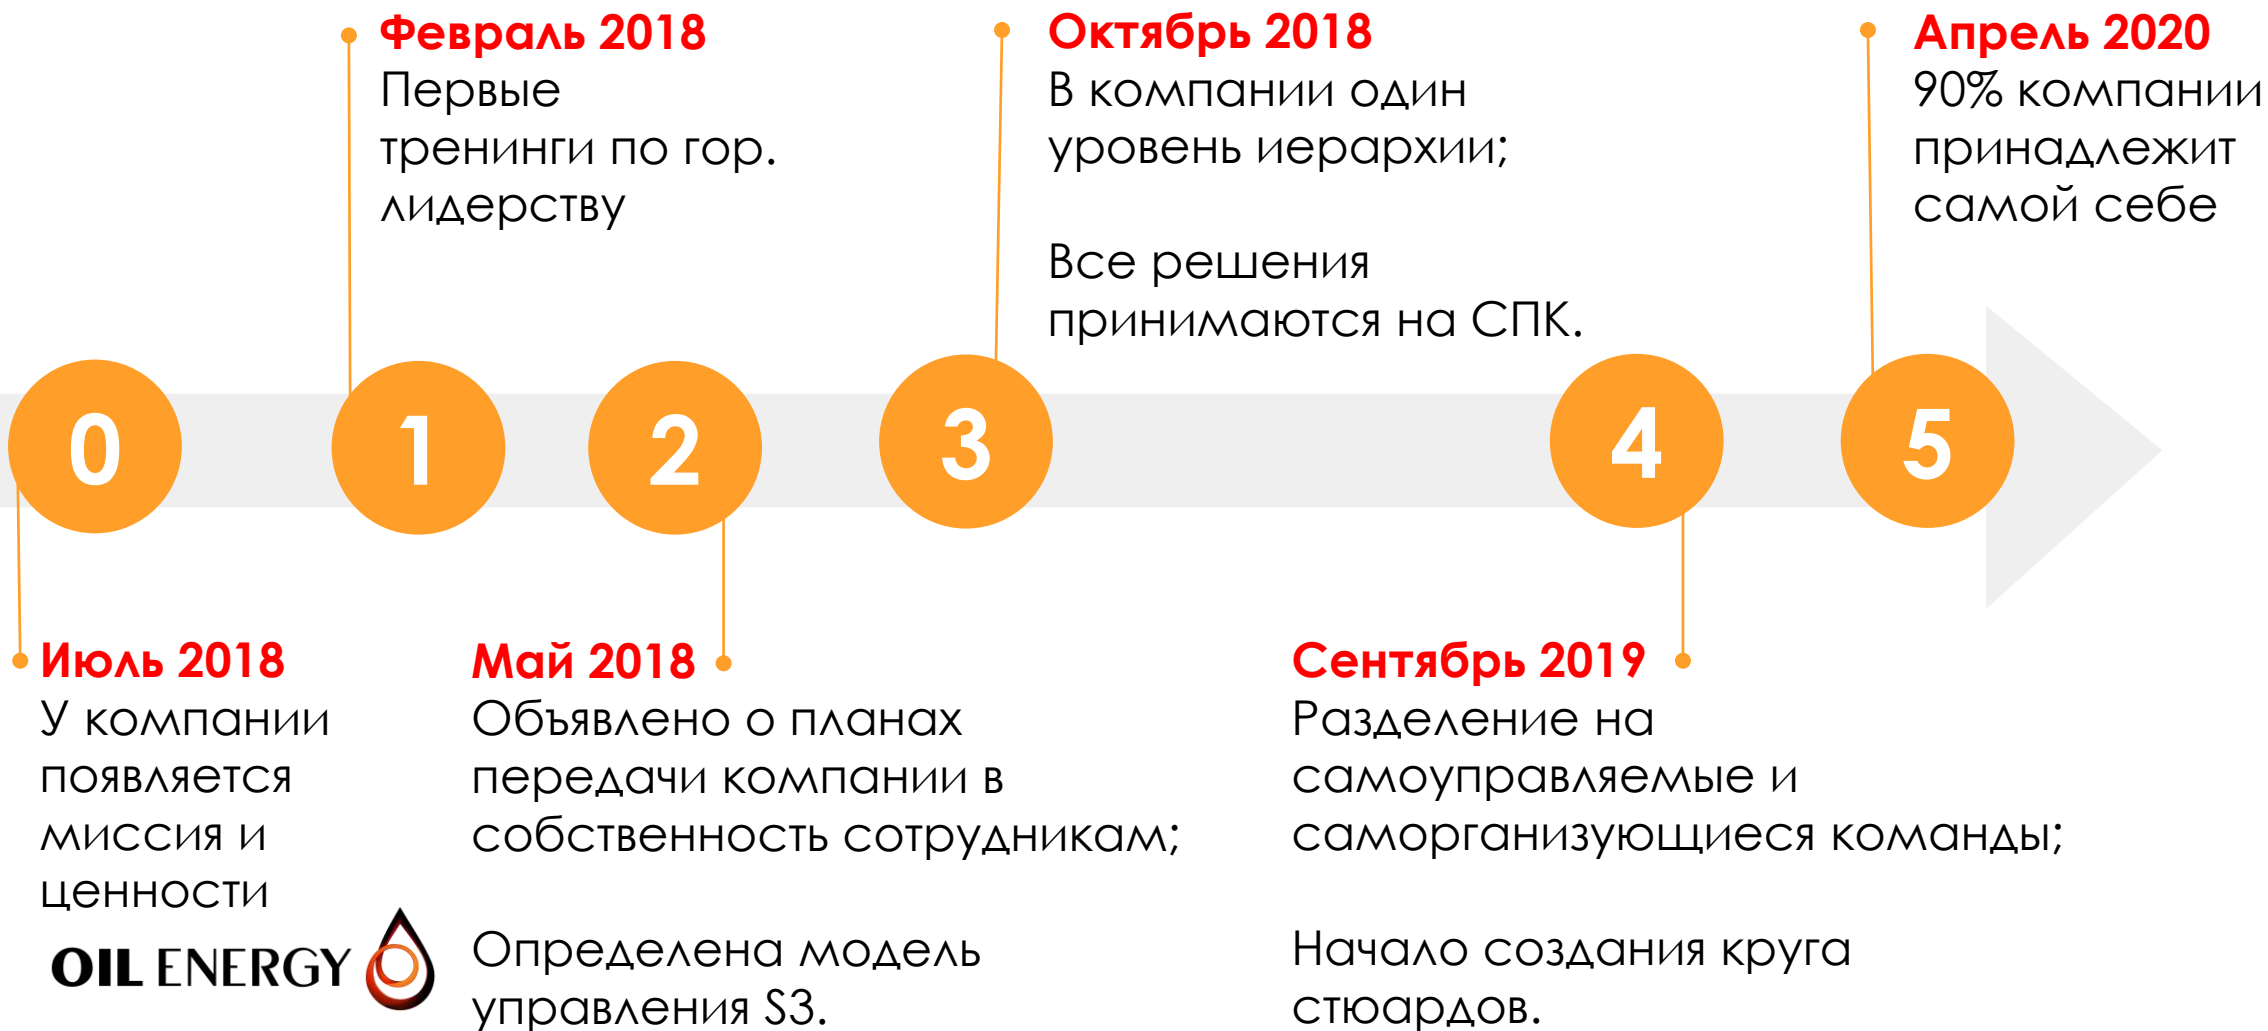 Февраль 2018
Первые
тренинги по гор.
лидерству
Октябрь 2018
В компании один
уровень иерархии;
Все решения
принимаются на СПК.
Апрель 2020
90% компании
принадлежит
самой себе
0
1
2
3
4
5
Июль 2018
У компании
появляется
миссия и
ценности
OIL ENERGY
Май 2018
Объявлено о планах
передачи компании в
собственность сотрудникам;
Определена модель
управления S3.
Сентябрь 2019
Разделение на
самоуправляемые и
саморганизующиеся команды;
Начало создания круга
стюардов.